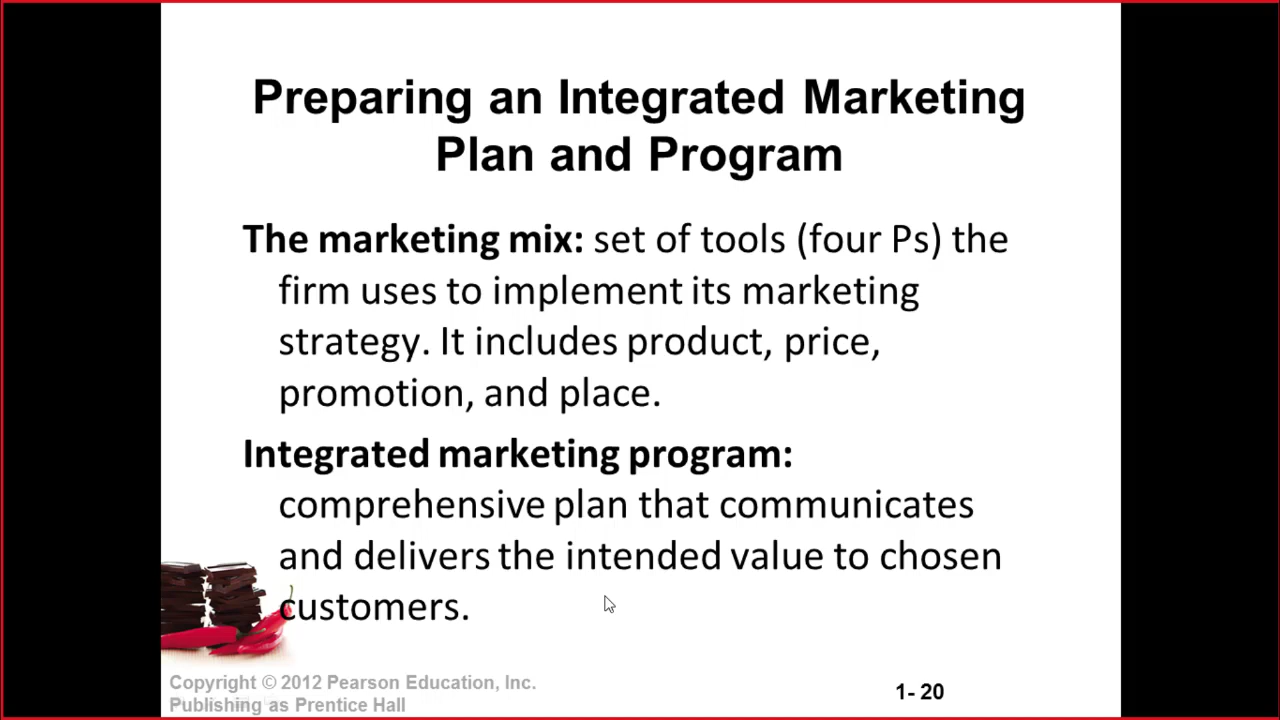 Preparing an Integrated Marketing
Plan and Program
The marketing mix: set of tools (four Ps) the
firm uses to implement its marketing
strategy. It includes product, price,
promotion, and place.
Integrated marketing program:
comprehensive plan that communicates
and delivers the intended value to chosen
customers.
Copyright © 2012 Pearson Education, Inc.
Publishing as Prentice Hall
1- 20